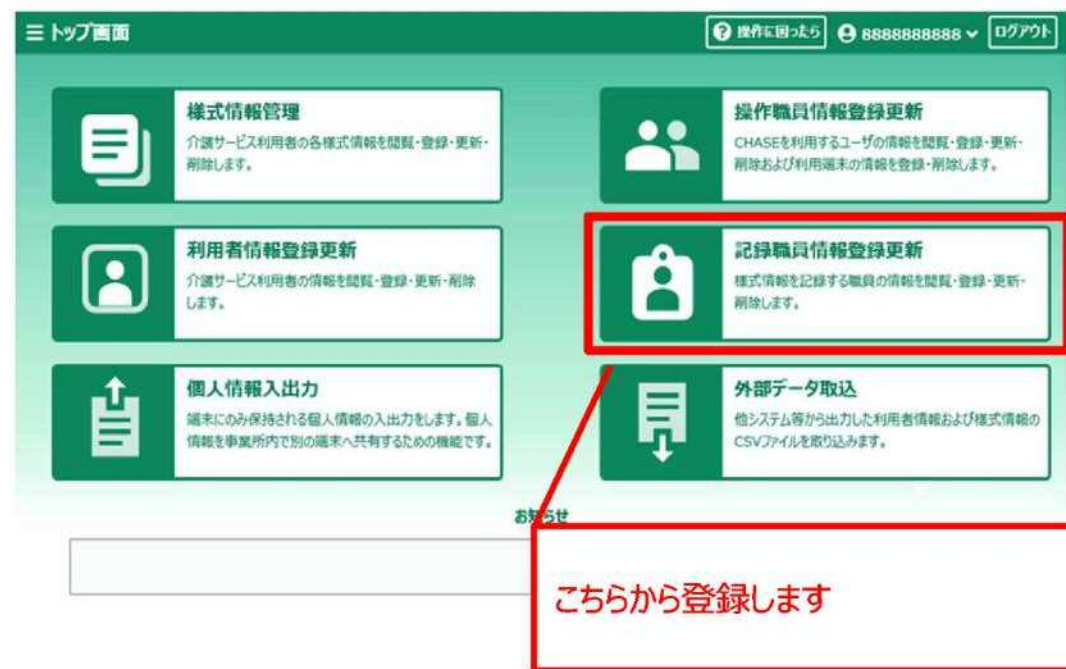 トップ画面
操作に困ったら
8888888888
ログアウト
様式情報管理
介護サービス利用者の各様式情報を閲覧・登録・更新・
削除します。
操作職員情報登録更新
CHASEを利用するユーザの情報を閲覧・登録・更新・
削除および利用端末の情報を登録・削除します。
利用者情報登録更新
介護サービス利用者の情報を閲覧・登録・更新・削除
します。
記録職員情報登録更新
様式情報を記録する職員の情報を閲覧・登録・更新・
削除します。
個人情報入出力
端末にのみ保持される個人情報の入出力をします。個人
情報を事業所内で別の端末へ共有するための機能です。
外部データ取込
他システム等から出力した利用者情報および様式情報の
CSVファイルを取り込みます。
お知らせ
こちらから登録します